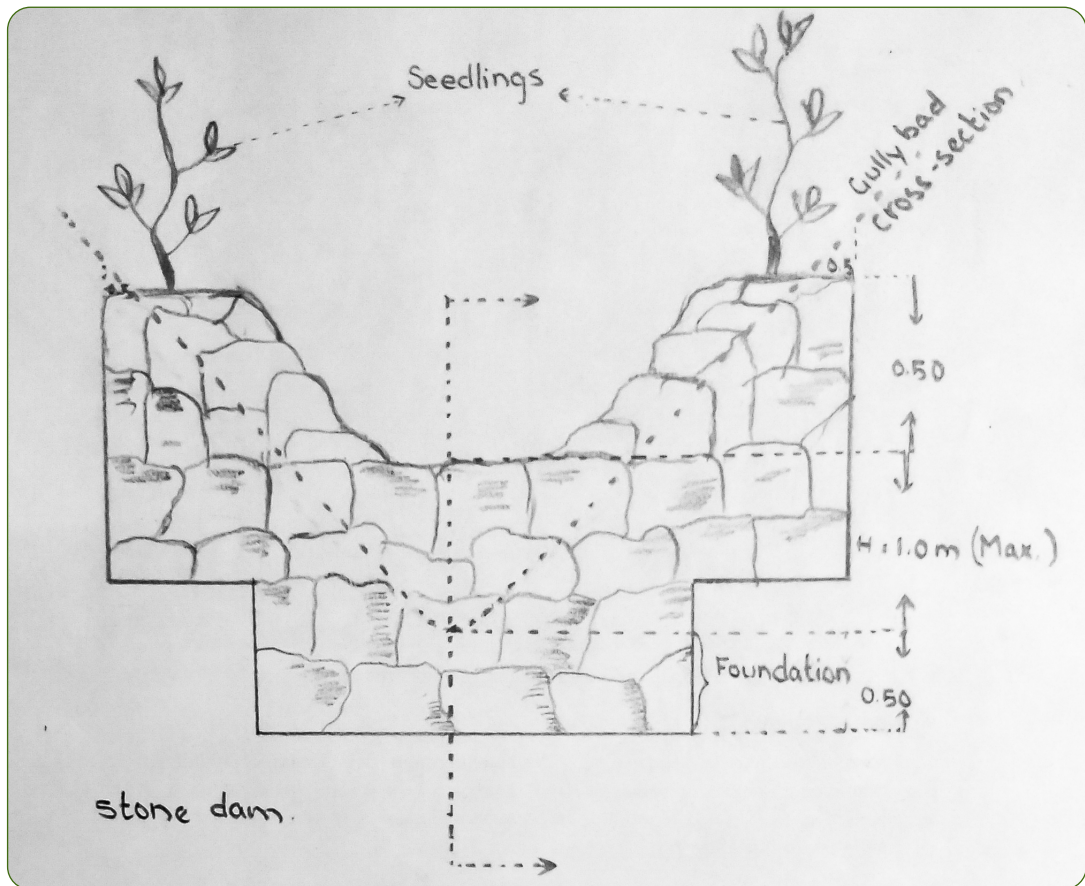 Seedlings
Gully bad
cross-section
0.5
0.50
H = 1.0 m (Max.)
Foundation
0.50
stone dam.